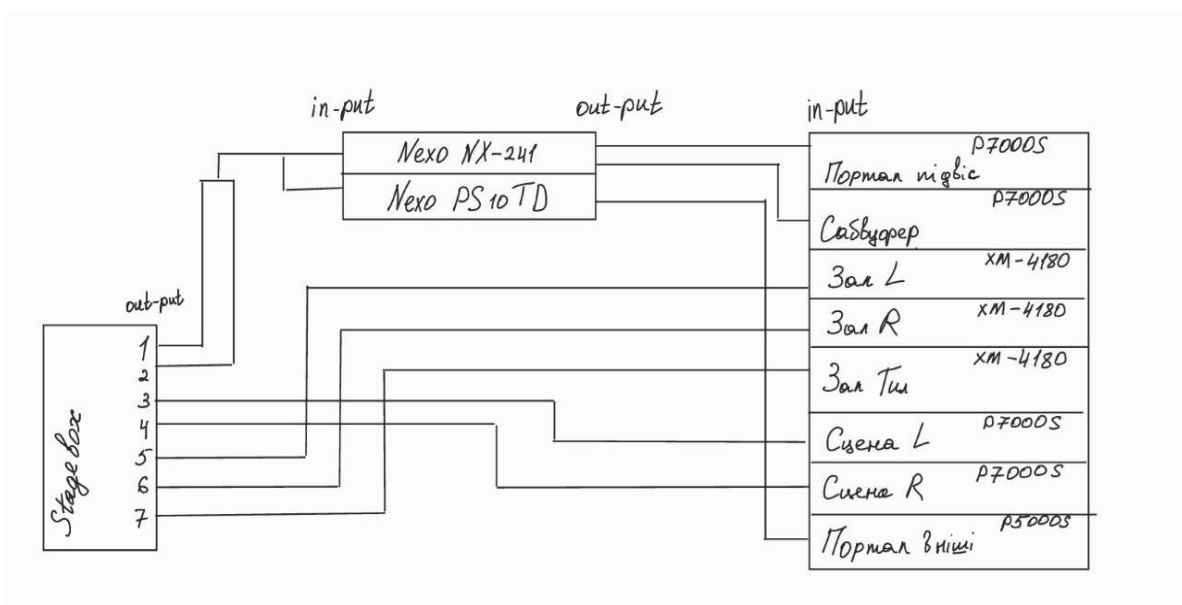 in-put
out-put
in-put
Nexo NX-241
Nexo PS10TD
P7000S
Портал підвіс
P7000S
Сабвуфер
XM-4180
Зал L
XM-4180
Зал R
XM-4180
Зал Тил
P7000S
Сцена L
P7000S
Сцена R
P5000S
Портал в ніші
out-put
Stage box
1
2
3
4
5
6
7